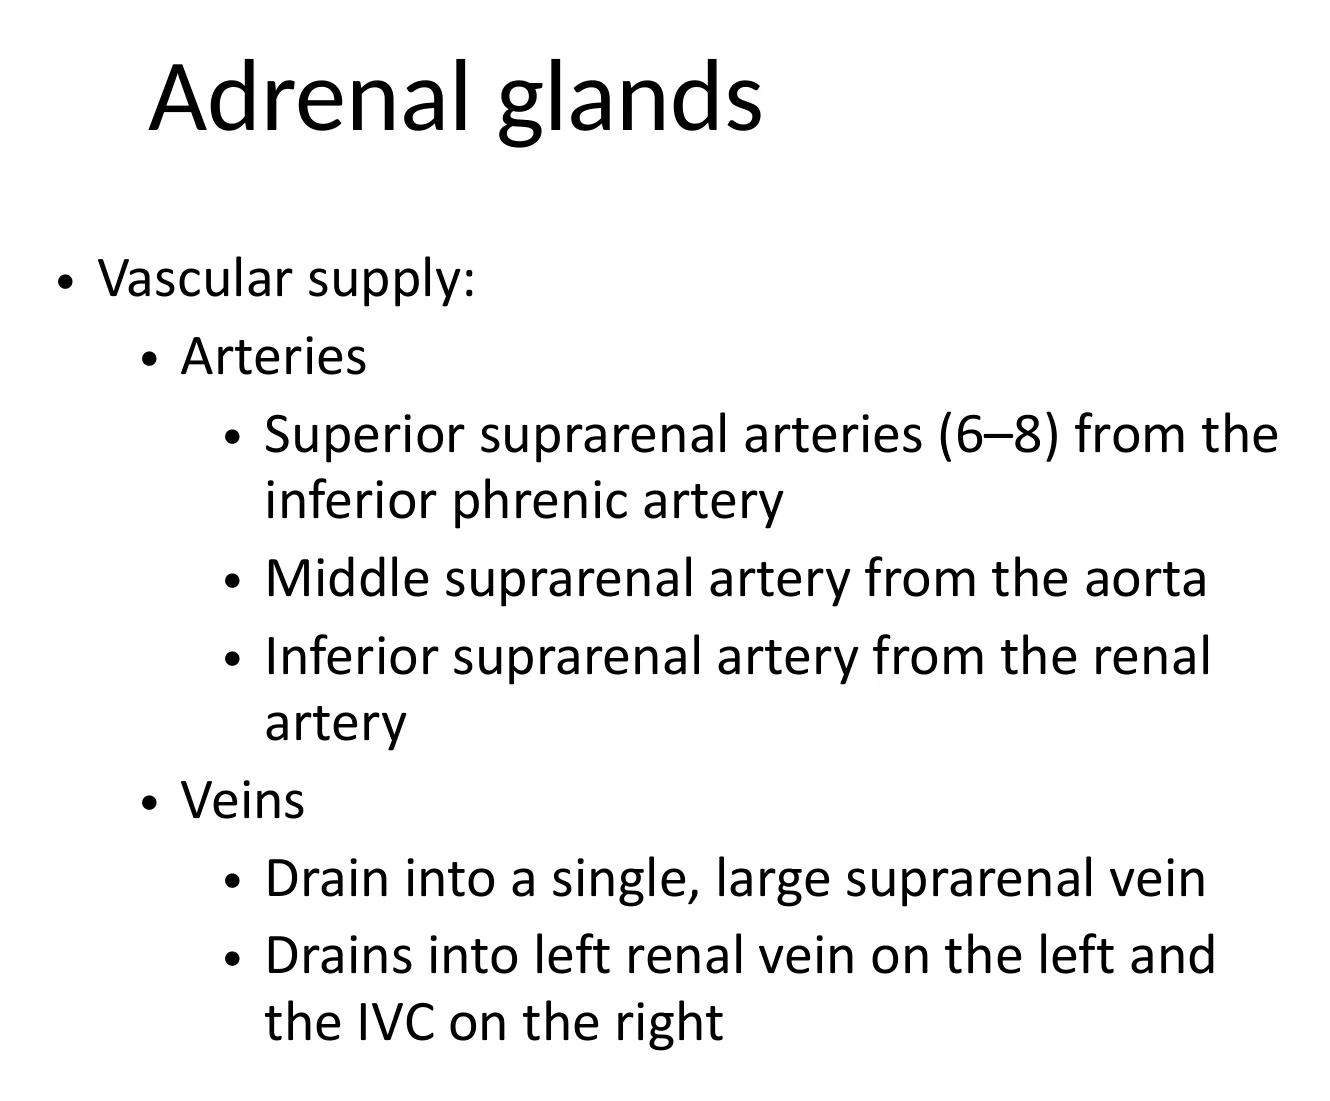 Adrenal glands
• Vascular supply:
• Arteries
• Superior suprarenal arteries (6–8) from the
inferior phrenic artery
• Middle suprarenal artery from the aorta
• Inferior suprarenal artery from the renal
artery
• Veins
• Drain into a single, large suprarenal vein
• Drains into left renal vein on the left and
the IVC on the right